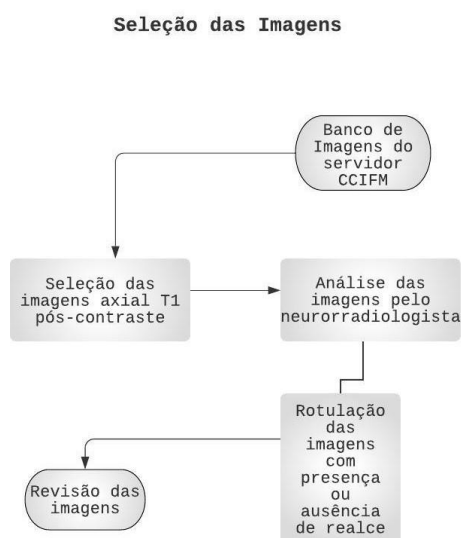 Seleção das Imagens
Banco de
Imagens do
servidor
CCIFM
Seleção das
imagens axial T1
pós-contraste
Análise das
imagens pelo
neurorradiologista
Rotulação
das
imagens
com
presença
ou
ausência
de realce
Revisão das
imagens